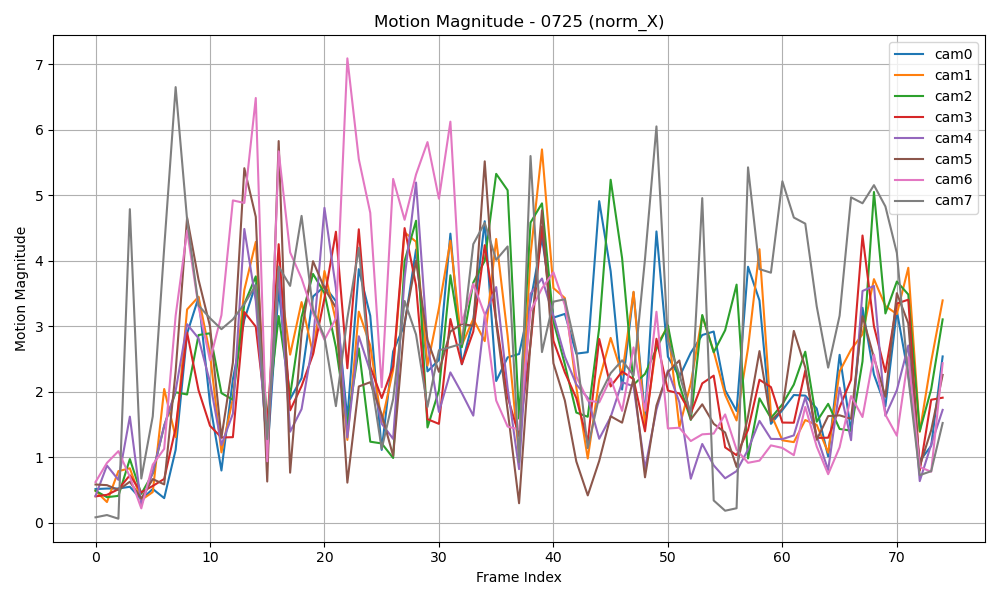 Motion Magnitude - 0725 (norm_X)
Motion Magnitude
7
6
5
4
3
2
1
0
0 10 20 30 40 50 60 70
Frame Index
cam0
cam1
cam2
cam3
cam4
cam5
cam6
cam7